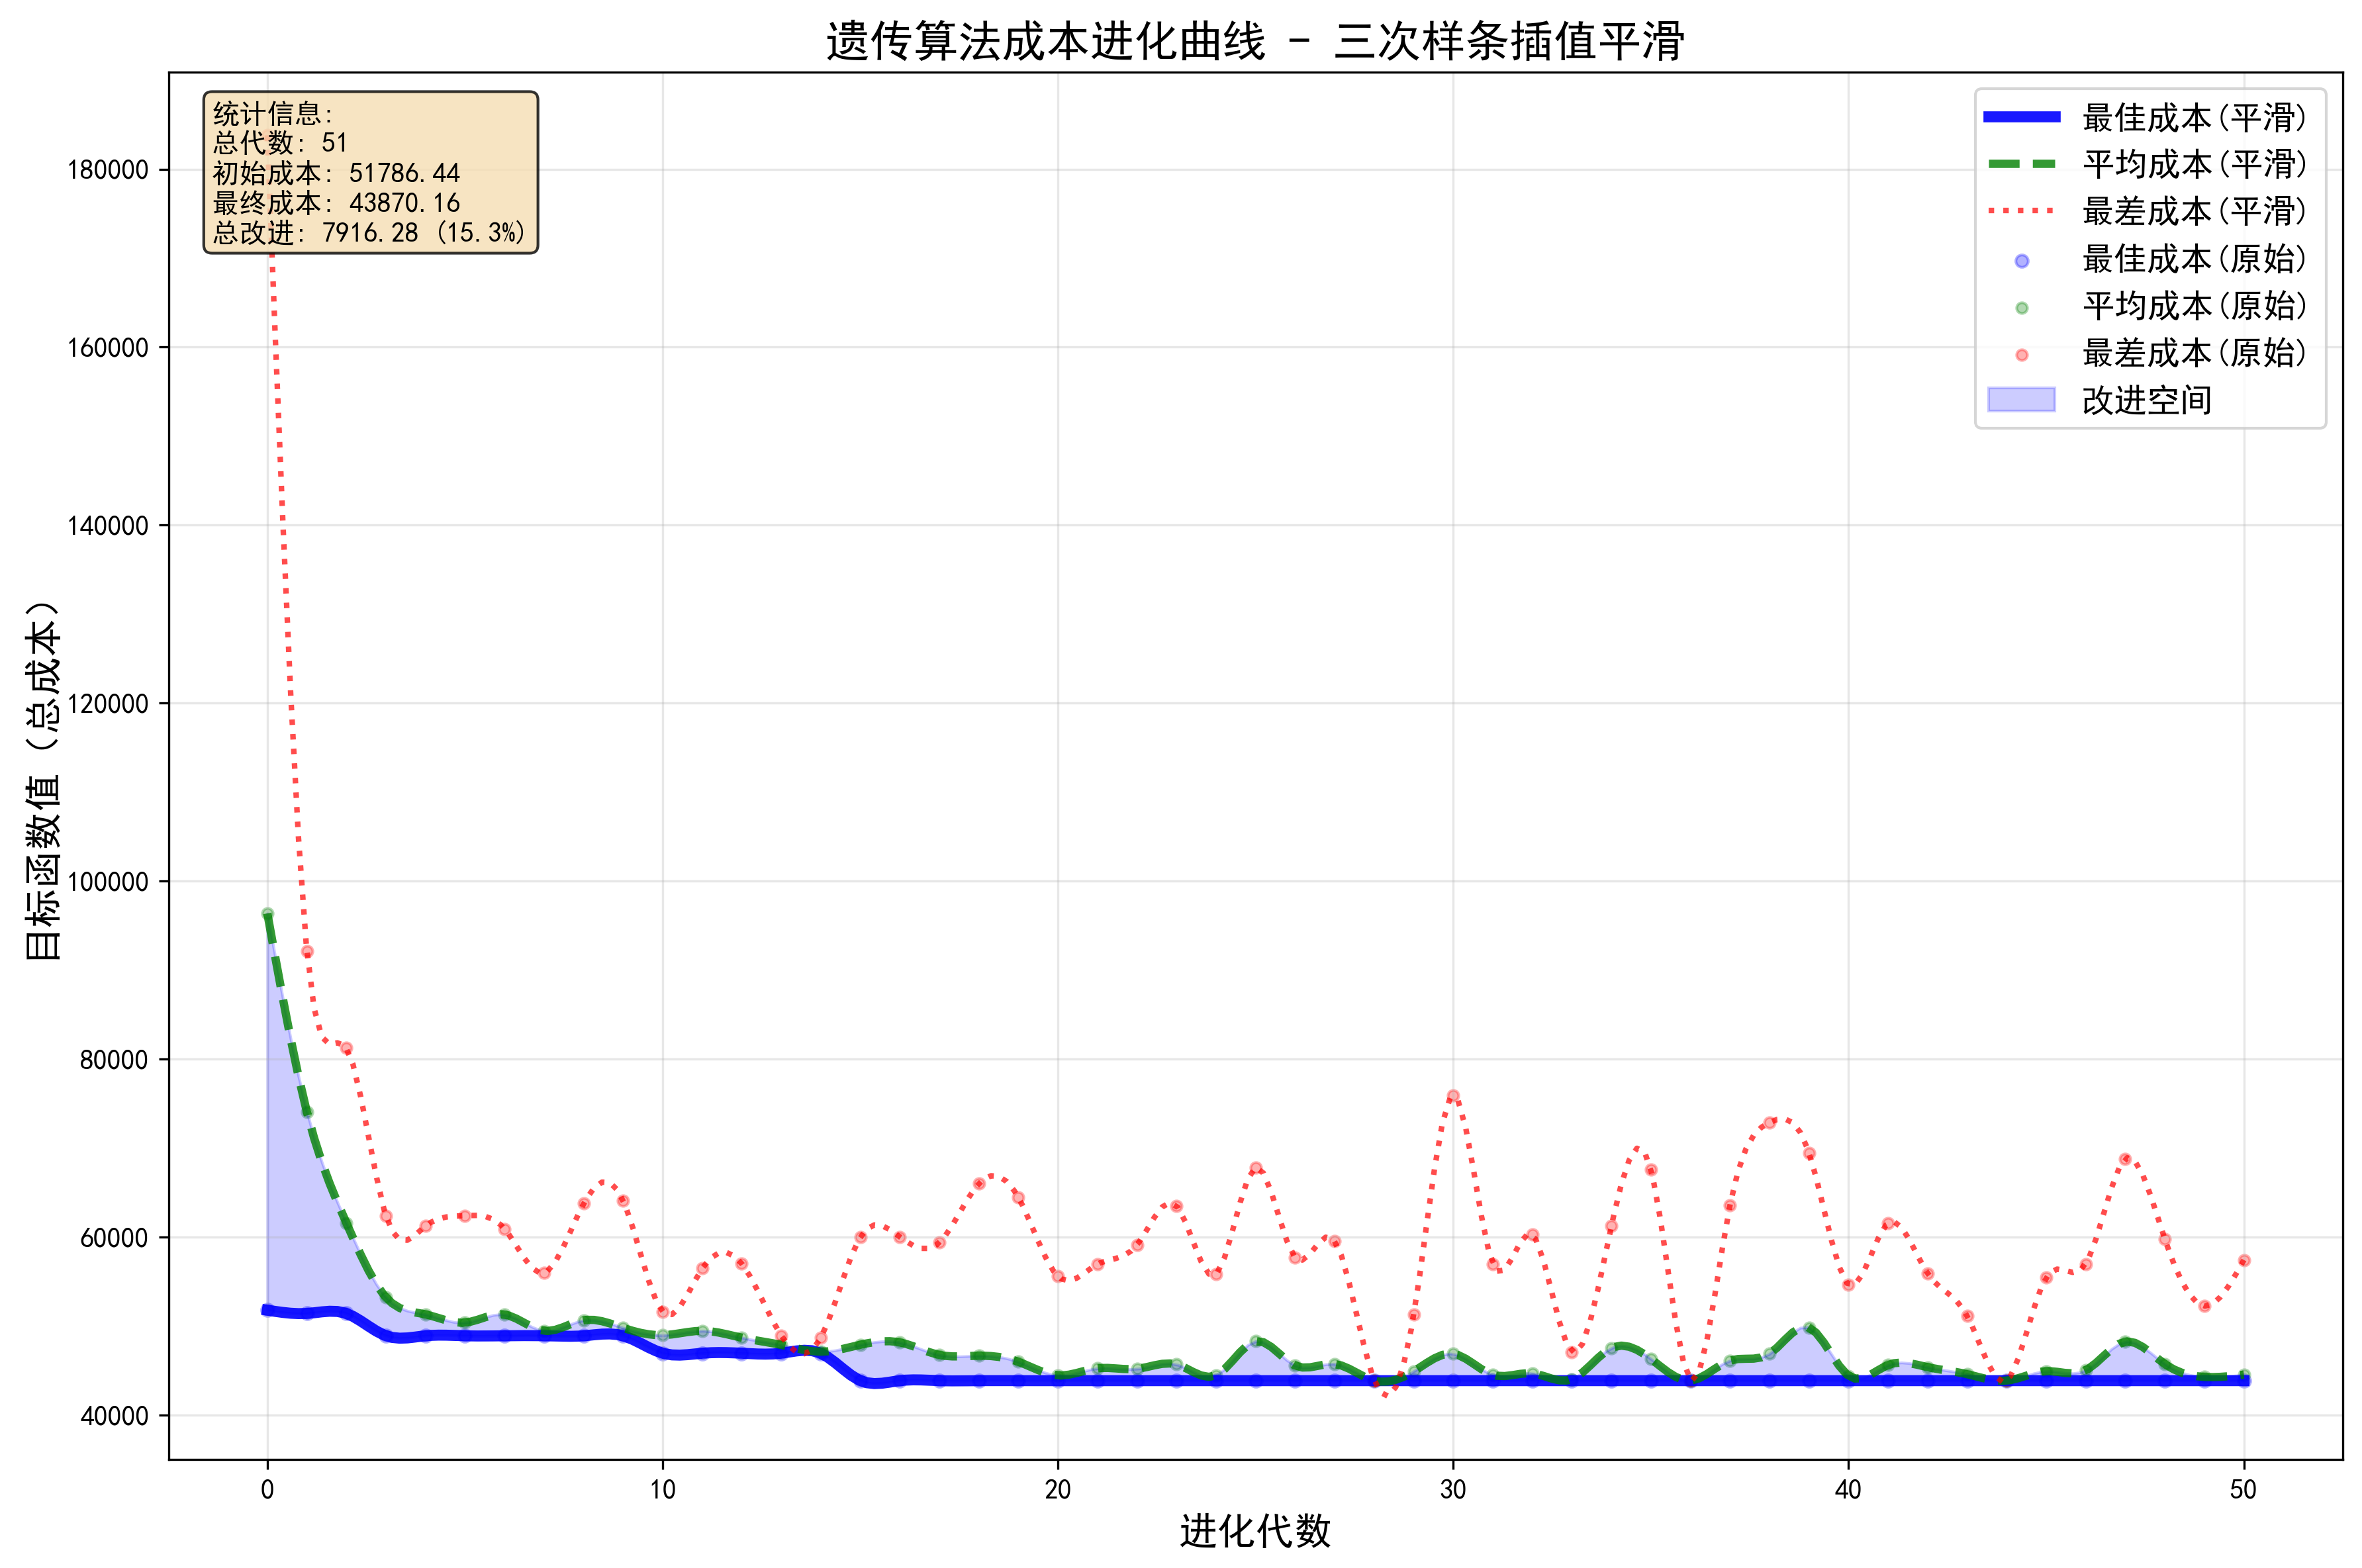 遗传算法成本进化曲线 - 三次样条插值平滑
统计信息:
总代数: 51
初始成本: 51786.44
最终成本: 43870.16
总改进: 7916.28 (15.3%)
最佳成本(平滑)
平均成本(平滑)
最差成本(平滑)
最佳成本(原始)
平均成本(原始)
最差成本(原始)
改进空间
目标函数值（总成本）
180000
160000
140000
120000
100000
80000
60000
40000
0 10 20 30 40 50
进化代数